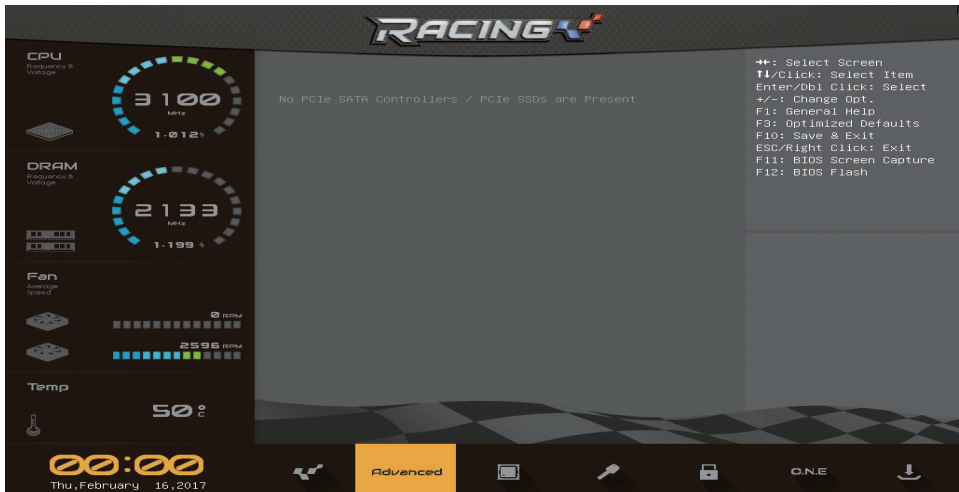 RACING
CPU
Frequency &
Voltage
3100
MHz
1.012
DRAM
Frequency &
Voltage
2133
MHz
1.199
Fan
Average
Speed
0 RPM
2596 RPM
Temp
50 °C
No PCIe SATA Controllers / PCIe SSDs are Present
→←: Select Screen
↑↓/Click: Select Item
Enter/Dbl Click: Select
+/-: Change Opt.
F1: General Help
F3: Optimized Defaults
F10: Save & Exit
ESC/Right Click: Exit
F11: BIOS Screen Capture
F12: BIOS Flash
00:00
Thu,February 16,2017
Advanced
O.N.E